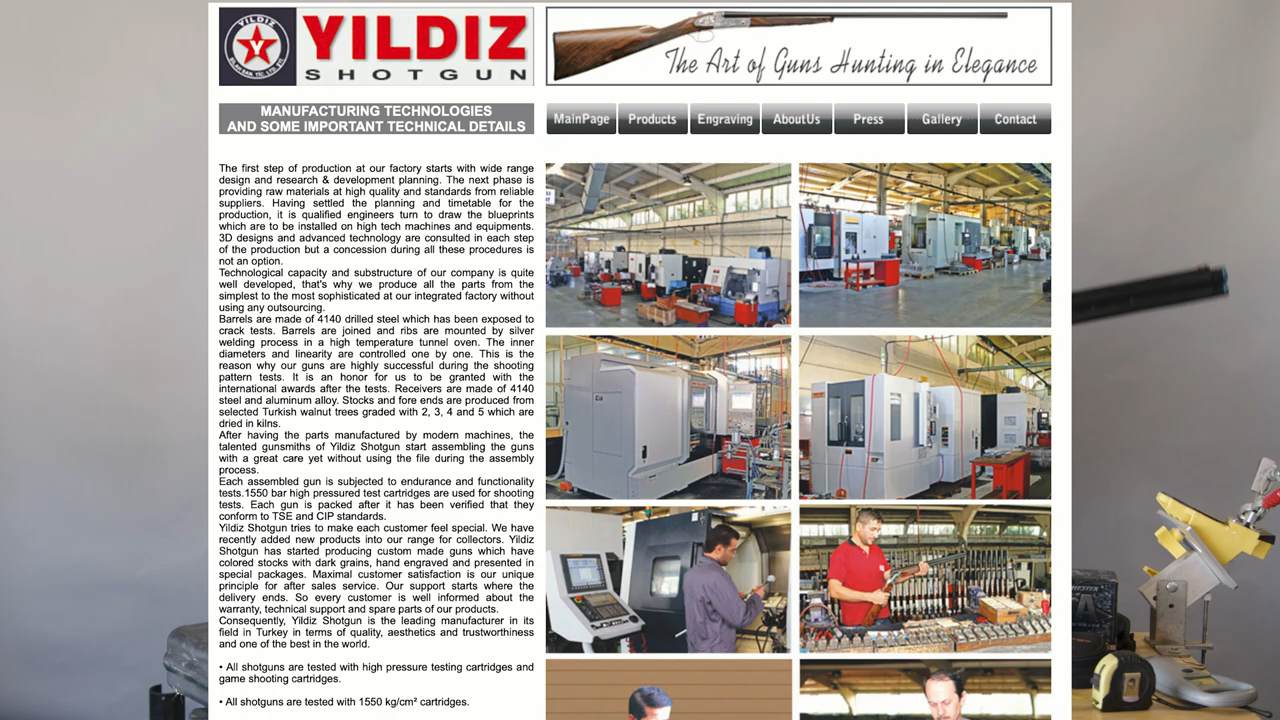 YILDIZ
SHOTGUN
Y
The Art of Guns Hunting in Elegance
MANUFACTURING TECHNOLOGIES
AND SOME IMPORTANT TECHNICAL DETAILS
MainPage Products Engraving AboutUs Press Gallery Contact
The first step of production at our factory starts with wide range
design and research & development planning. The next phase is
providing raw materials at high quality and standards from reliable
suppliers. Having settled the planning and timetable for the
production, it is qualified engineers turn to draw the blueprints
which are to be installed on high tech machines and equipments.
3D designs and advanced technology are consulted in each step
of the production but a concession during all these procedures is
not an option.
Technological capacity and substructure of our company is quite
well developed, that's why we produce all the parts from the
simplest to the most sophisticated at our integrated factory without
using any outsourcing.
Barrels are made of 4140 drilled steel which has been exposed to
crack tests. Barrels are joined and ribs are mounted by silver
welding process in a high temperature tunnel oven. The inner
diameters and linearity are controlled one by one. This is the
reason why our guns are highly successful during the shooting
pattern tests. It is an honor for us to be granted with the
international awards after the tests. Receivers are made of 4140
steel and aluminum alloy. Stocks and fore ends are produced from
selected Turkish walnut trees graded with 2, 3, 4 and 5 which are
dried in kilns.
After having the parts manufactured by modern machines, the
talented gunsmiths of Yildiz Shotgun start assembling the guns
with a great care yet without using the file during the assembly
process.
Each assembled gun is subjected to endurance and functionality
tests.1550 bar high pressured test cartridges are used for shooting
tests. Each gun is packed after it has been verified that they
conform to TSE and CIP standards.
Yildiz Shotgun tries to make each customer feel special. We have
recently added new products into our range for collectors. Yildiz
Shotgun has started producing custom made guns which have
colored stocks with dark grains, hand engraved and presented in
special packages. Maximal customer satisfaction is our unique
principle for after sales service. Our support starts where the
delivery ends. So every customer is well informed about the
warranty, technical support and spare parts of our products.
Consequently, Yildiz Shotgun is the leading manufacturer in its
field in Turkey in terms of quality, aesthetics and trustworthiness
and one of the best in the world.
• All shotguns are tested with high pressure testing cartridges and
game shooting cartridges.
• All shotguns are tested with 1550 kg/cm² cartridges.